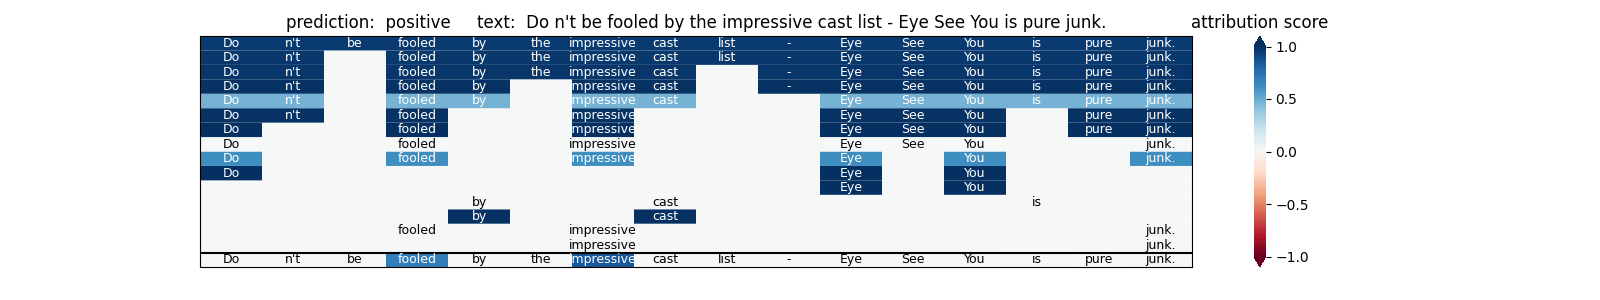 prediction:  positive     text:  Do n't be fooled by the impressive cast list - Eye See You is pure junk.
attribution score
Do n't be fooled by the impressive cast list - Eye See You is pure junk.
Do n't fooled by the impressive cast list - Eye See You is pure junk.
Do n't fooled by the impressive cast - Eye See You is pure junk.
Do n't fooled by impressive cast - Eye See You is pure junk.
Do n't fooled by impressive cast Eye See You is pure junk.
Do n't fooled impressive Eye See You pure junk.
Do fooled impressive Eye See You pure junk.
Do fooled impressive Eye See You junk.
Do fooled impressive Eye You junk.
Do Eye You
Eye You
by cast is
by cast
fooled impressive junk.
impressive junk.
Do n't be fooled by the impressive cast list - Eye See You is pure junk.
1.0
0.5
0.0
−0.5
−1.0